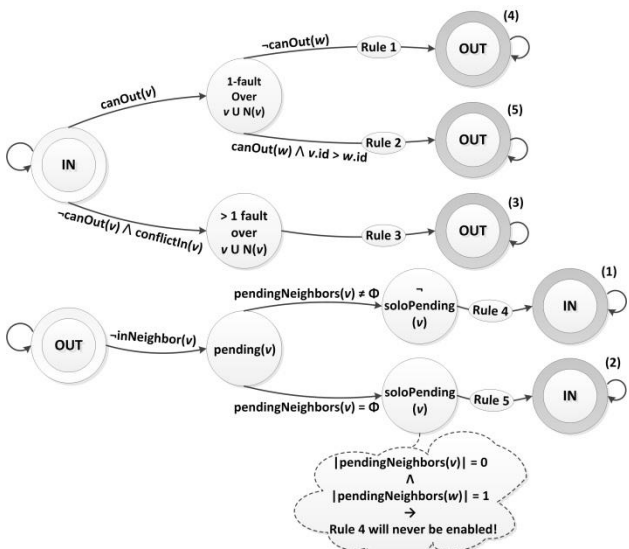 (4)
¬canOut(w)
Rule 1
OUT
canOut(v)
1-fault
Over
v U N(v)
(5)
Rule 2
OUT
canOut(w) Λ v.id > w.id
IN
(3)
¬canOut(v) Λ conflictIn(v)
> 1 fault
over
v U N(v)
Rule 3
OUT
(1)
pendingNeighbors(v) ≠ Φ
¬
soloPending
(v)
Rule 4
IN
OUT
¬inNeighbor(v)
pending(v)
(2)
soloPending
(v)
Rule 5
IN
pendingNeighbors(v) = Φ
|pendingNeighbors(v)| = 0
Λ
|pendingNeighbors(w)| = 1
→
Rule 4 will never be enabled!